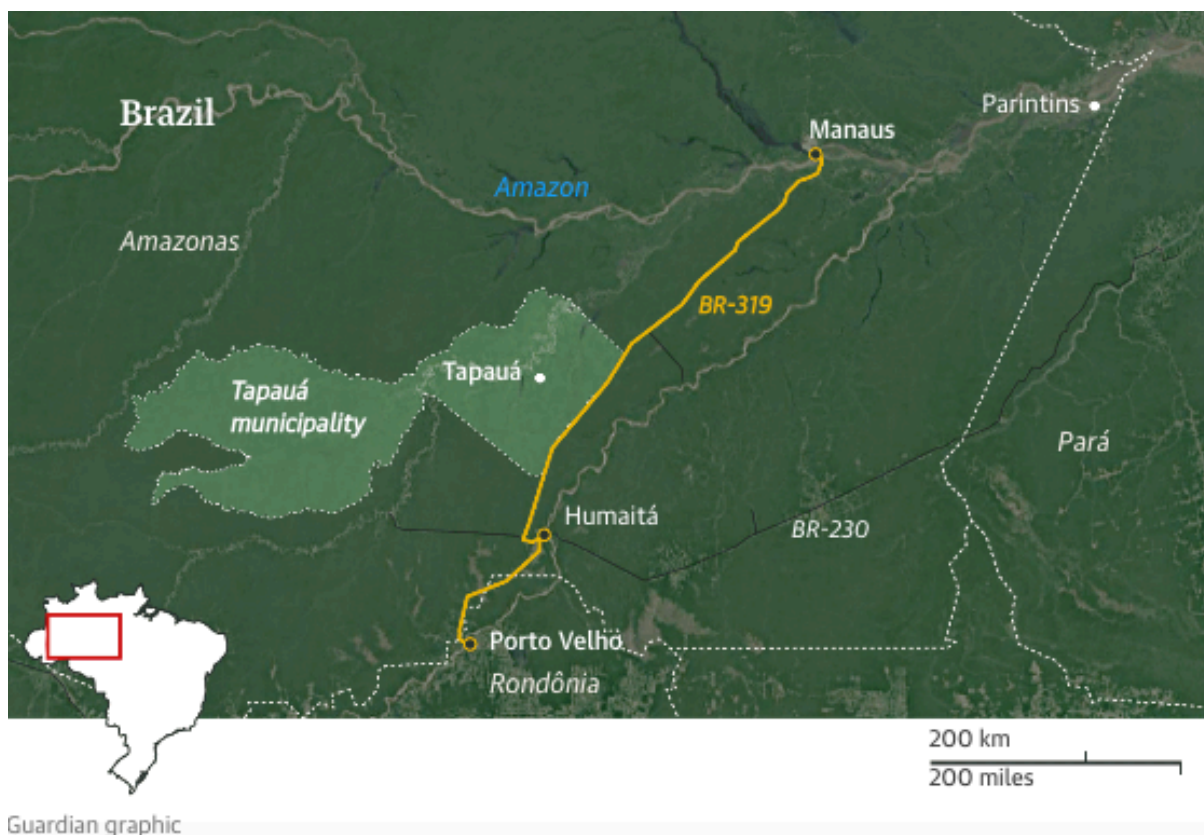 Brazil
Parintins
Manaus
Amazon
Amazonas
BR-319
Tapauá
Tapauá
municipality
Pará
Humaitá
BR-230
Porto Velho
Rondônia
200 km
200 miles
Guardian graphic